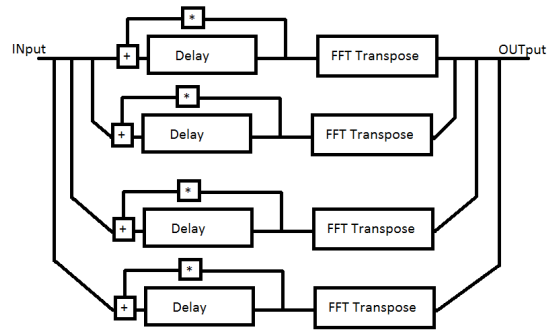 *
INput
+
Delay
FFT Transpose
OUTput
*
+
Delay
FFT Transpose
*
+
Delay
FFT Transpose
*
+
Delay
FFT Transpose